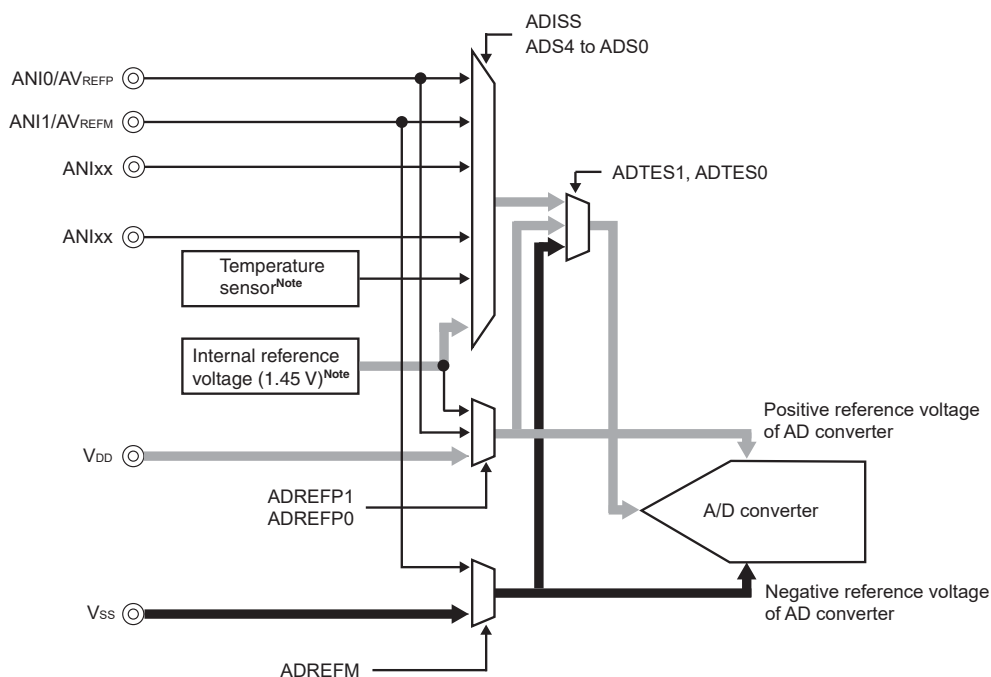 ADISS
ADS4 to ADS0
ANI0/AVREFP
ANI1/AVREFM
ANIxx
ADTES1, ADTES0
ANIxx
Temperature
sensorNote
Internal reference
voltage (1.45 V)Note
Positive reference voltage
of AD converter
VDD
ADREFP1
ADREFP0
A/D converter
Negative reference voltage
of AD converter
VSS
ADREFM